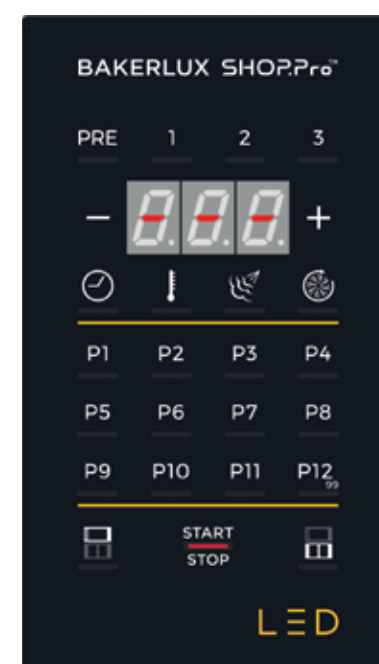 BAKERLUX SHOP.Pro™
PRE 1 2 3
− - - - +
P1 P2 P3 P4
P5 P6 P7 P8
P9 P10 P11 P12
99
START
STOP
LED